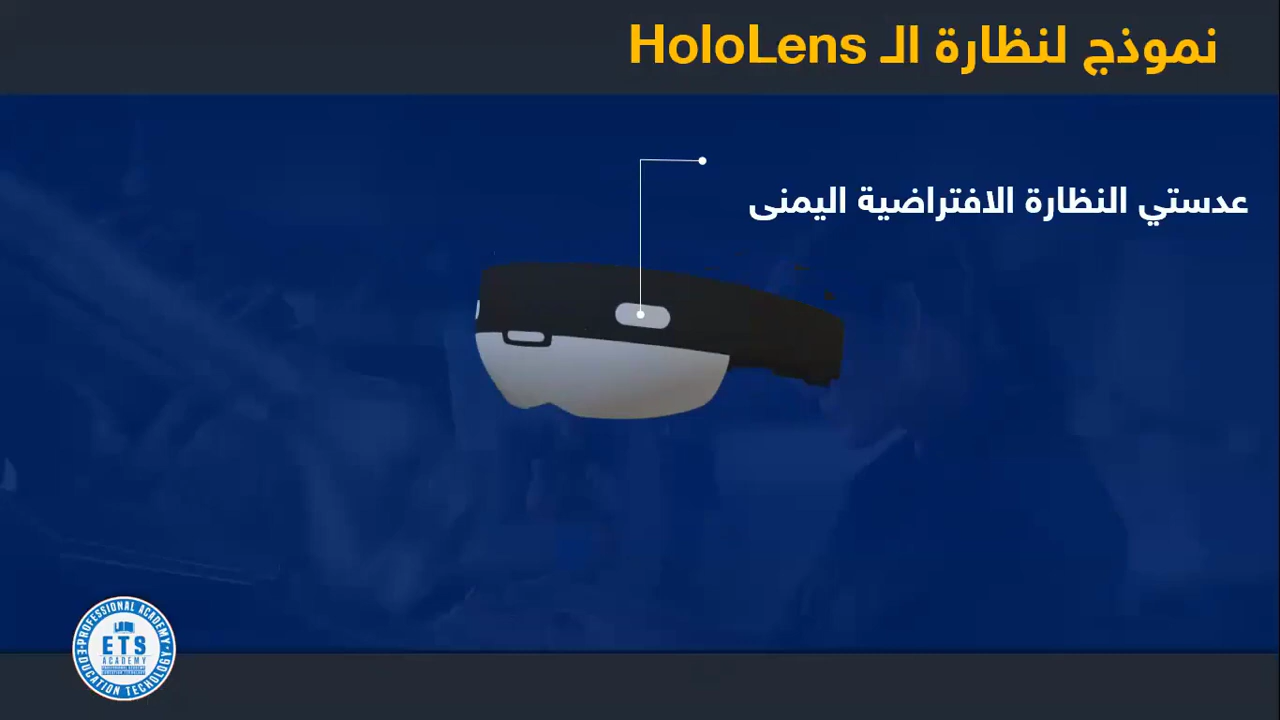 نموذج لنظارة الـ HoloLens
عدستي النظارة الافتراضية اليمنى
PROFESSIONAL ACADEMY
ETS
ACADEMY
EDUCATION TECHOLOGY